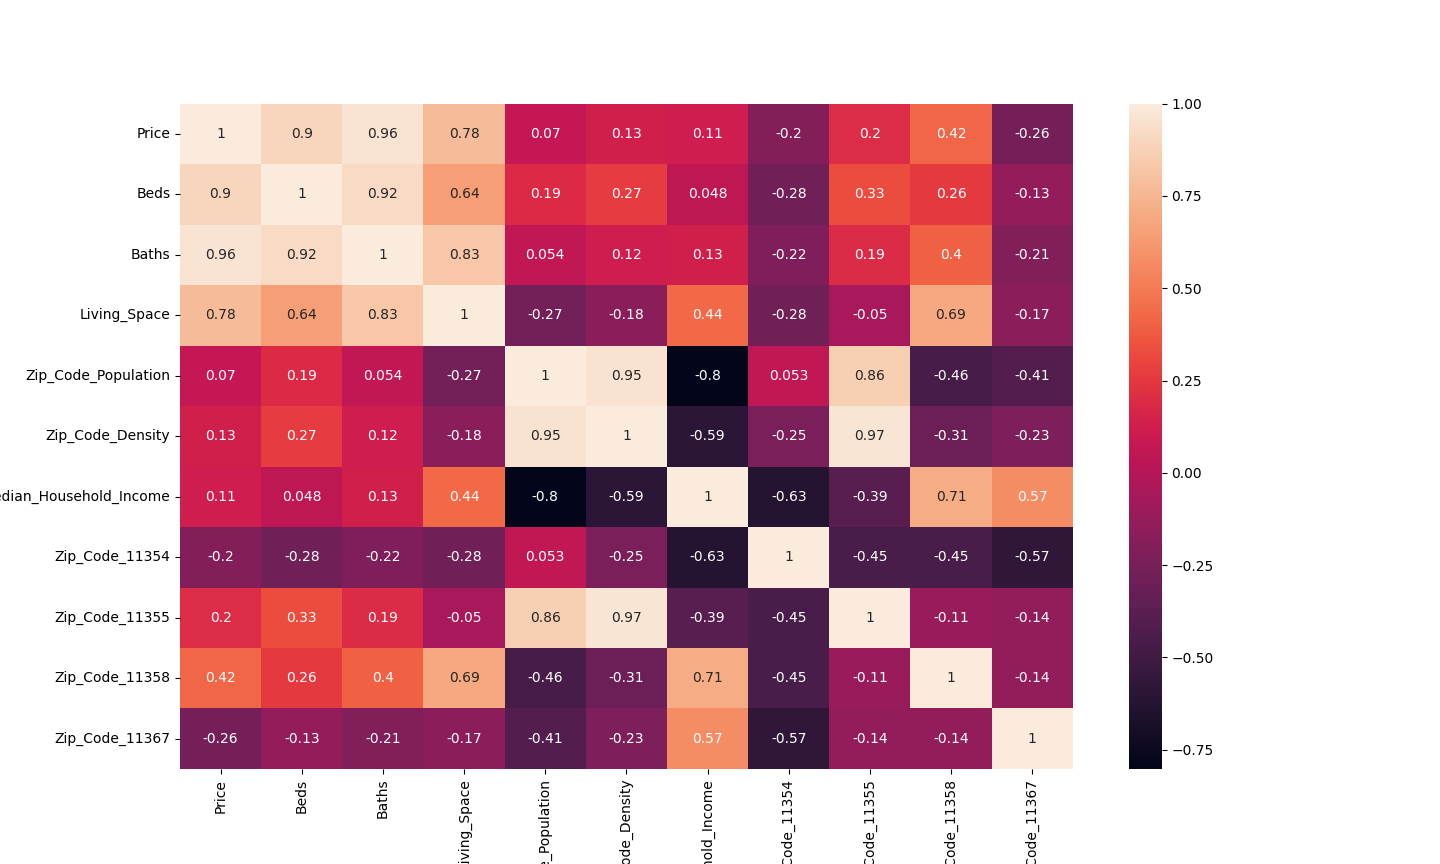 Price 1 0.9 0.96 0.78 0.07 0.13 0.11 -0.2 0.2 0.42 -0.26
Beds 0.9 1 0.92 0.64 0.19 0.27 0.048 -0.28 0.33 0.26 -0.13
Baths 0.96 0.92 1 0.83 0.054 0.12 0.13 -0.22 0.19 0.4 -0.21
Living_Space 0.78 0.64 0.83 1 -0.27 -0.18 0.44 -0.28 -0.05 0.69 -0.17
Zip_Code_Population 0.07 0.19 0.054 -0.27 1 0.95 -0.8 0.053 0.86 -0.46 -0.41
Zip_Code_Density 0.13 0.27 0.12 -0.18 0.95 1 -0.59 -0.25 0.97 -0.31 -0.23
edian_Household_Income 0.11 0.048 0.13 0.44 -0.8 -0.59 1 -0.63 -0.39 0.71 0.57
Zip_Code_11354 -0.2 -0.28 -0.22 -0.28 0.053 -0.25 -0.63 1 -0.45 -0.45 -0.57
Zip_Code_11355 0.2 0.33 0.19 -0.05 0.86 0.97 -0.39 -0.45 1 -0.11 -0.14
Zip_Code_11358 0.42 0.26 0.4 0.69 -0.46 -0.31 0.71 -0.45 -0.11 1 -0.14
Zip_Code_11367 -0.26 -0.13 -0.21 -0.17 -0.41 -0.23 0.57 -0.57 -0.14 -0.14 1
Price
Beds
Baths
iving_Space
e_Population
ode_Density
hold_Income
Code_11354
Code_11355
Code_11358
Code_11367
1.00
0.75
0.50
0.25
0.00
−0.25
−0.50
−0.75